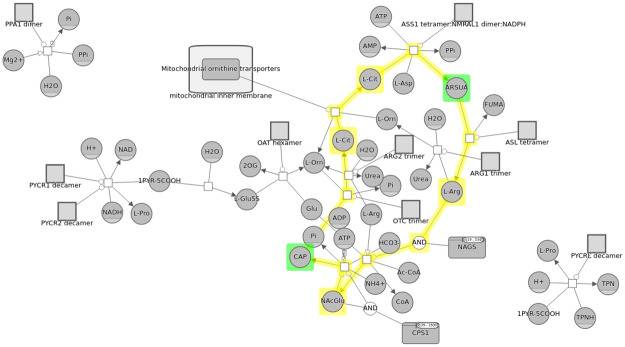 PPA1 dimer
Pi
Mg2+
PPi
H2O
ATP
ASS1 tetramer:NMRAL1 dimer:NADPH
AMP
PPi
Mitochondrial ornithine transporters
mitochondrial inner membrane
L-Cit
L-Asp
ARSUA
FUMA
L-Orn
H2O
OAT hexamer
L-Cit
ASL tetramer
H+
NAD
H2O
H2O
ARG2 trimer
2OG
L-Orn
ARG1 trimer
PYCR1 decamer
1PYR-5COOH
Urea
Urea
Pi
L-Arg
L-Glu5S
PYCR2 decamer
NADH
L-Pro
Glu
ADP
L-Arg
OTC trimer
Pi
ATP
HCO3-
AND
NAGS
L-Pro
PYCRL decamer
CAP
Ac-CoA
NH4+
H+
TPN
NAcGlu
CoA
AND
1PYR-5COOH
TPNH
CPS1